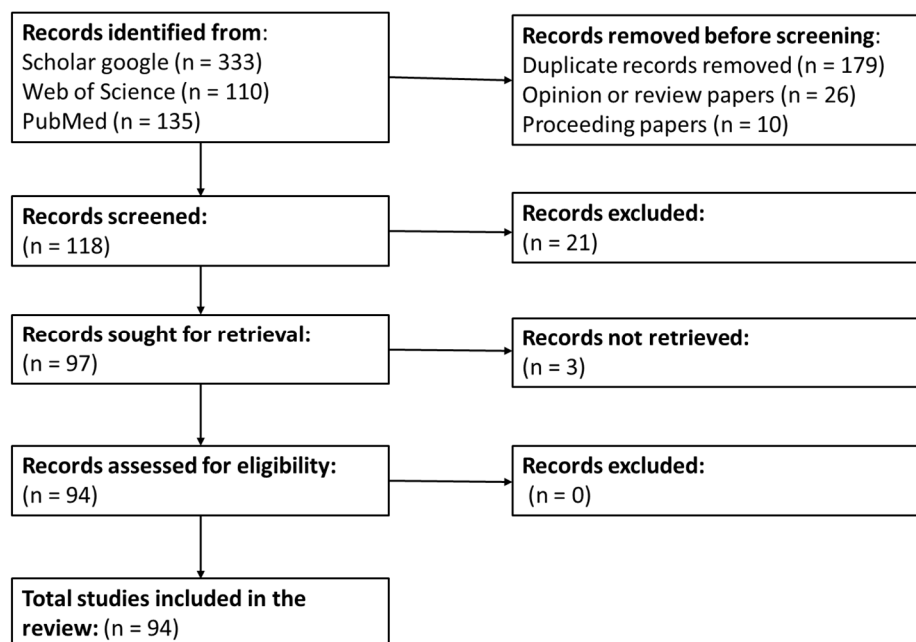 Records identified from:
Scholar google (n = 333)
Web of Science (n = 110)
PubMed (n = 135)
Records removed before screening:
Duplicate records removed (n = 179)
Opinion or review papers (n = 26)
Proceeding papers (n = 10)
Records screened:
(n = 118)
Records excluded:
(n = 21)
Records sought for retrieval:
(n = 97)
Records not retrieved:
(n = 3)
Records assessed for eligibility:
(n = 94)
Records excluded:
(n = 0)
Total studies included in the
review: (n = 94)